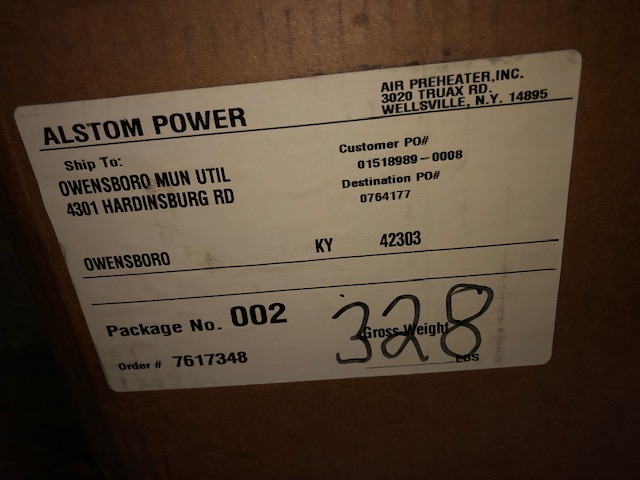 ALSTOM POWER
AIR PREHEATER,INC.
3020 TRUAX RD.
WELLSVILLE, N.Y. 14895
Ship To:
OWENSBORO MUN UTIL
4301 HARDINSBURG RD
Customer PO#
01518989-0008
Destination PO#
0764177
OWENSBORO KY 42303
Package No. 002
Gross Weight
328
LBS
Order # 7617348